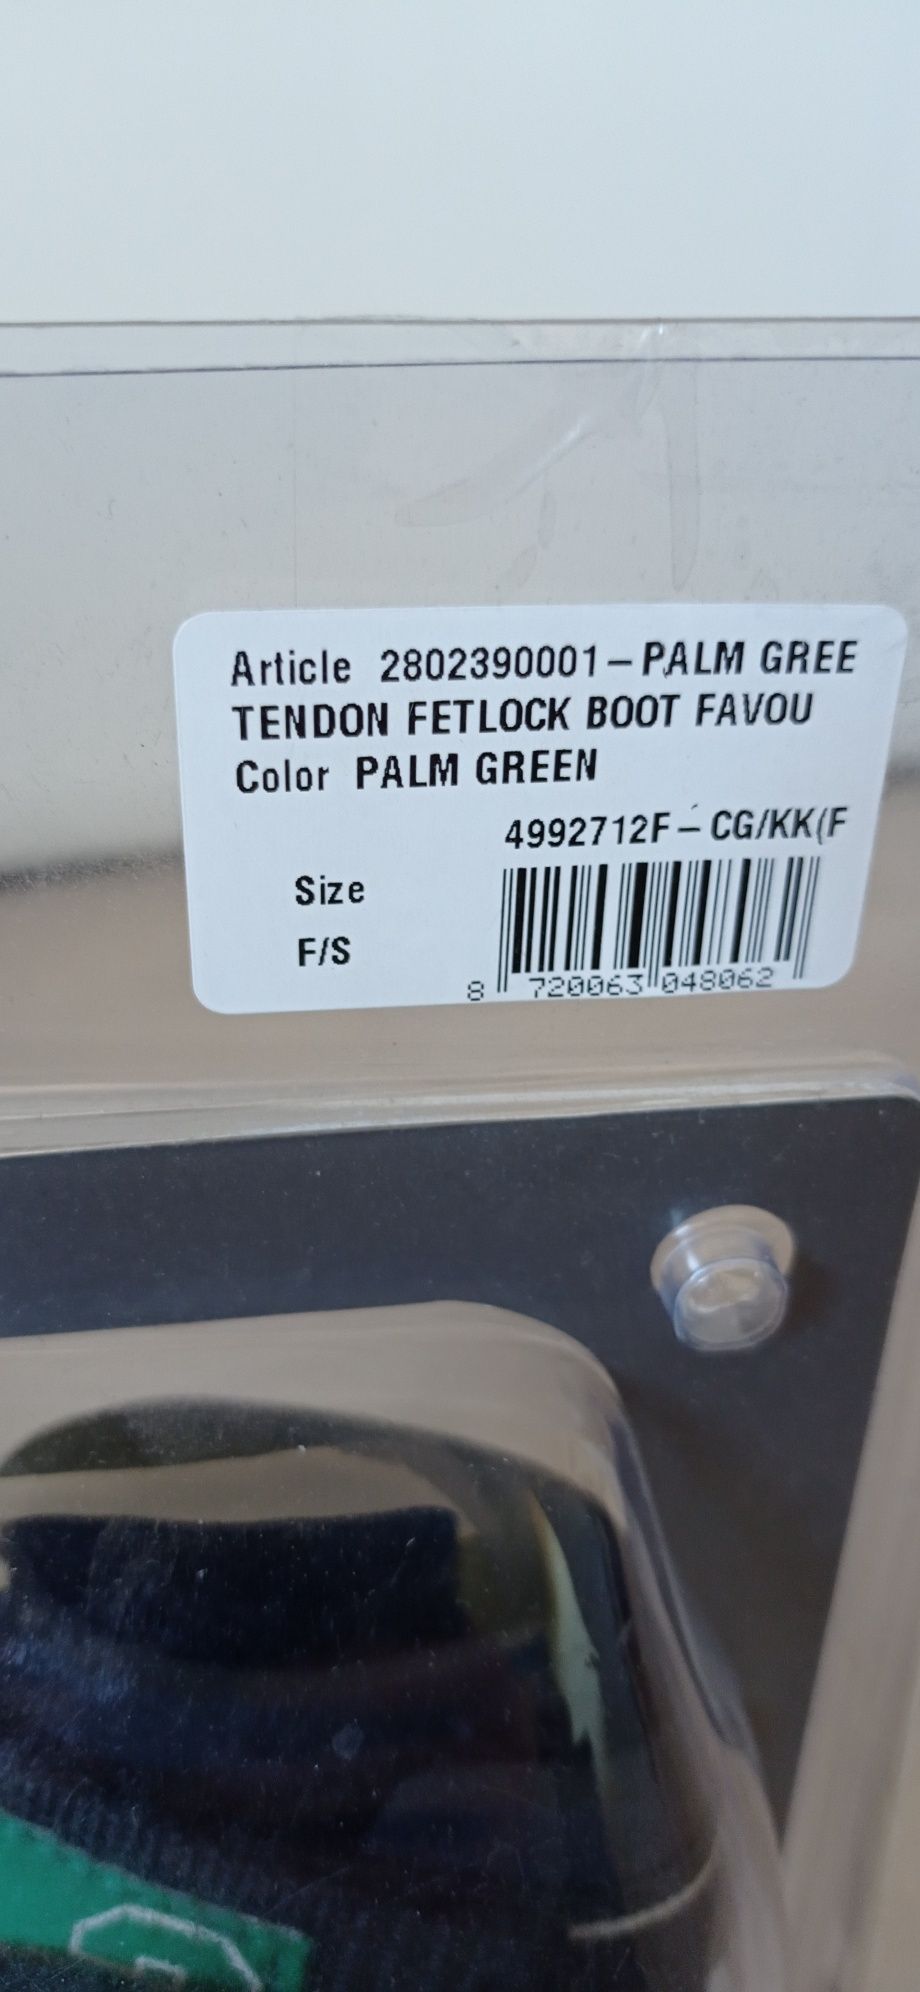 Article 2802390001-PALM GREE
TENDON FETLOCK BOOT FAVOU
Color PALM GREEN
4992712F-CG/KK(F
Size
F/S
8 720063 048062